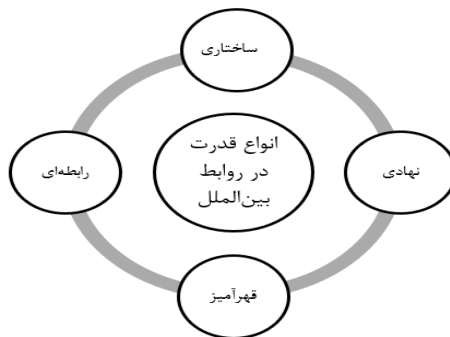 ساختاری
انواع قدرت
در روابط
بین‌الملل
نهادی
رابطه‌ای
قهرآمیز